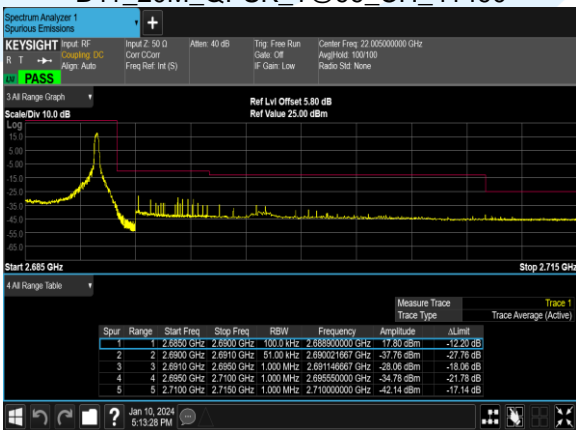 Spectrum Analyzer 1
Spurious Emissions
+
KEYSIGHT Input: RF Input Z: 50 Ω Atten: 40 dB Trig: Free Run Center Freq: 22.005000000 GHz
R T Coupling: DC Corr CCorr Gate: Off Avg|Hold: 100/100
Align: Auto Freq Ref: Int (S) IF Gain: Low Radio Std: None
LM PASS
3 All Range Graph Ref Lvl Offset 5.80 dB
Scale/Div 10.0 dB Ref Value 25.00 dBm
Log
15.0
5.00
-5.00
-15.0
-25.0
-35.0
-45.0
-55.0
-65.0
Start 2.685 GHz Stop 2.715 GHz
4 All Range Table
Measure Trace Trace 1
Trace Type Trace Average (Active)
Spur Range Start Freq Stop Freq RBW Frequency Amplitude ΔLimit
1 1 2.6850 GHz 2.6900 GHz 100.0 kHz 2.688900000 GHz 17.80 dBm -12.20 dB
2 2 2.6900 GHz 2.6910 GHz 51.00 kHz 2.690021667 GHz -37.76 dBm -27.76 dB
3 3 2.6910 GHz 2.6950 GHz 1.000 MHz 2.691146667 GHz -28.06 dBm -18.06 dB
4 4 2.6950 GHz 2.7100 GHz 1.000 MHz 2.695550000 GHz -34.78 dBm -21.78 dB
5 5 2.7100 GHz 2.7150 GHz 1.000 MHz 2.710000000 GHz -42.14 dBm -17.14 dB
? Jan 10, 2024
5:13:28 PM